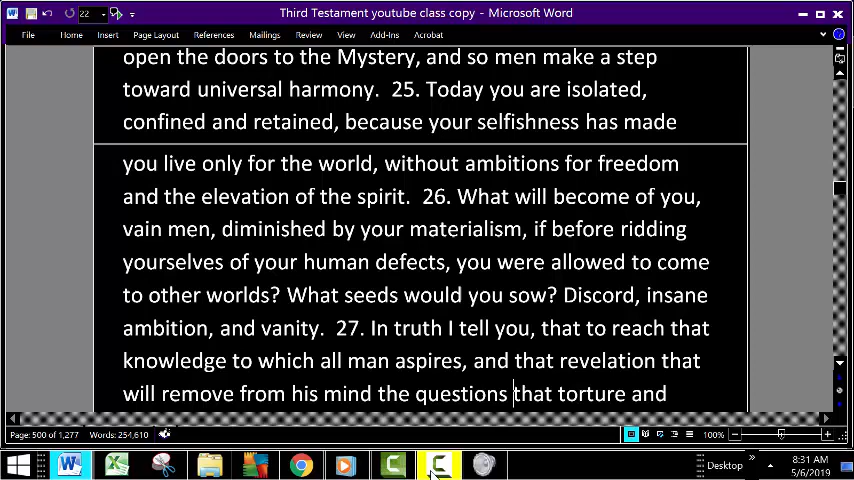 22
Third Testament youtube class copy - Microsoft Word
File Home Insert Page Layout References Mailings Review View Add-Ins Acrobat
open the doors to the Mystery, and so men make a step
toward universal harmony. 25. Today you are isolated,
confined and retained, because your selfishness has made
you live only for the world, without ambitions for freedom
and the elevation of the spirit. 26. What will become of you,
vain men, diminished by your materialism, if before ridding
yourselves of your human defects, you were allowed to come
to other worlds? What seeds would you sow? Discord, insane
ambition, and vanity. 27. In truth I tell you, that to reach that
knowledge to which all man aspires, and that revelation that
will remove from his mind the questions that torture and
Page: 500 of 1,277 Words: 254,610 100%
Desktop
8:31 AM
5/6/2019